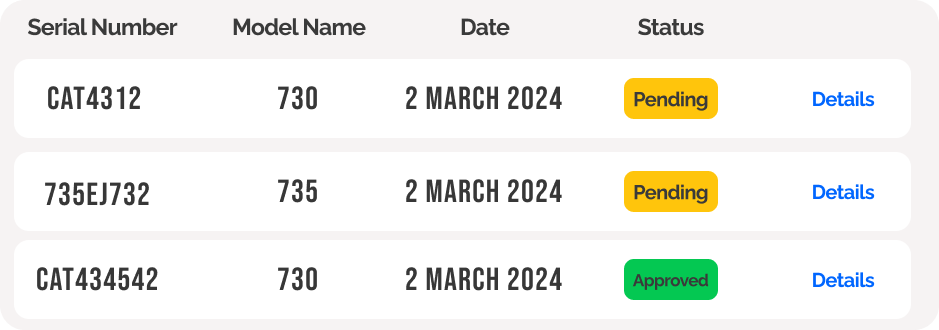 Serial Number Model Name Date Status
CAT4312 730 2 MARCH 2024 Pending Details
735EJ732 735 2 MARCH 2024 Pending Details
CAT434542 730 2 MARCH 2024 Approved Details